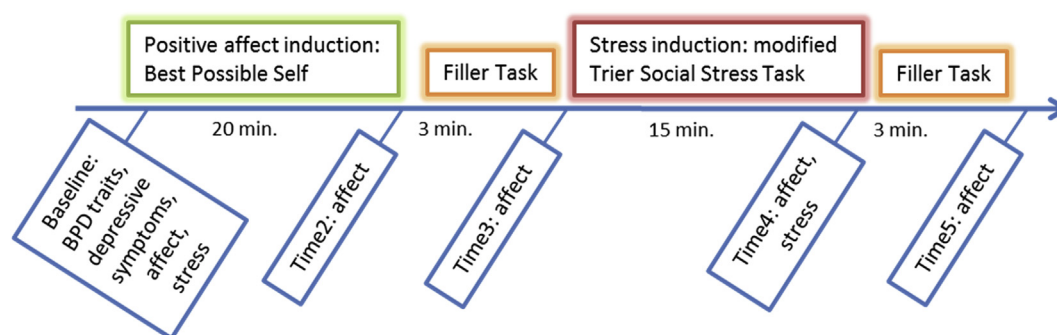 Positive affect induction:
Best Possible Self
Filler Task
Stress induction: modified
Trier Social Stress Task
Filler Task
20 min.
3 min.
15 min.
3 min.
Baseline:
BPD traits,
depressive
symptoms,
affect,
stress
Time2: affect
Time3: affect
Time4: affect,
stress
Time5: affect